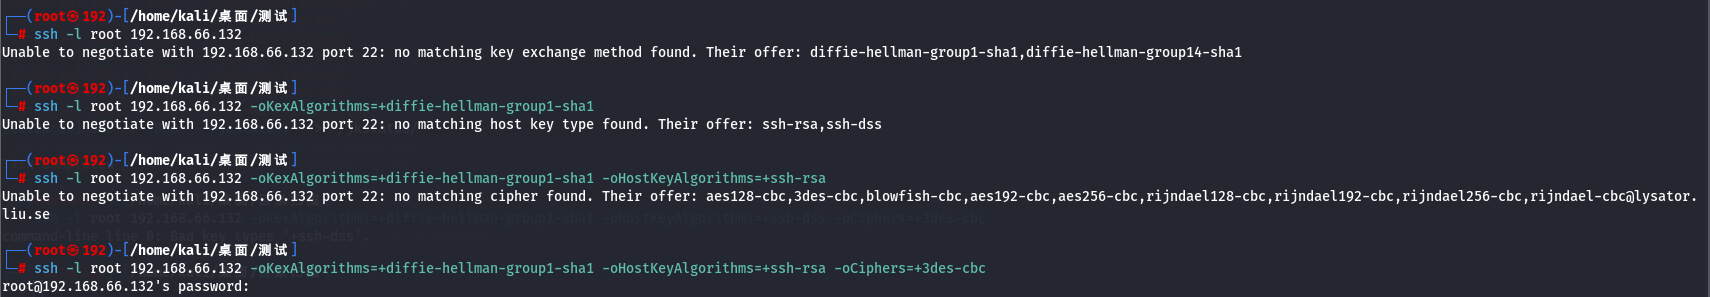 ┌──(root㉿192)-[/home/kali/桌面/测试]
└─# ssh -l root 192.168.66.132
Unable to negotiate with 192.168.66.132 port 22: no matching key exchange method found. Their offer: diffie-hellman-group1-sha1,diffie-hellman-group14-sha1
┌──(root㉿192)-[/home/kali/桌面/测试]
└─# ssh -l root 192.168.66.132 -oKexAlgorithms=+diffie-hellman-group1-sha1
Unable to negotiate with 192.168.66.132 port 22: no matching host key type found. Their offer: ssh-rsa,ssh-dss
┌──(root㉿192)-[/home/kali/桌面/测试]
└─# ssh -l root 192.168.66.132 -oKexAlgorithms=+diffie-hellman-group1-sha1 -oHostKeyAlgorithms=+ssh-rsa
Unable to negotiate with 192.168.66.132 port 22: no matching cipher found. Their offer: aes128-cbc,3des-cbc,blowfish-cbc,aes192-cbc,aes256-cbc,rijndael128-cbc,rijndael192-cbc,rijndael256-cbc,rijndael-cbc@lysator.
liu.se
command-line line 0: Bad key types '+ssh-dss'.
┌──(root㉿192)-[/home/kali/桌面/测试]
└─# ssh -l root 192.168.66.132 -oKexAlgorithms=+diffie-hellman-group1-sha1 -oHostKeyAlgorithms=+ssh-rsa -oCiphers=+3des-cbc
root@192.168.66.132's password: